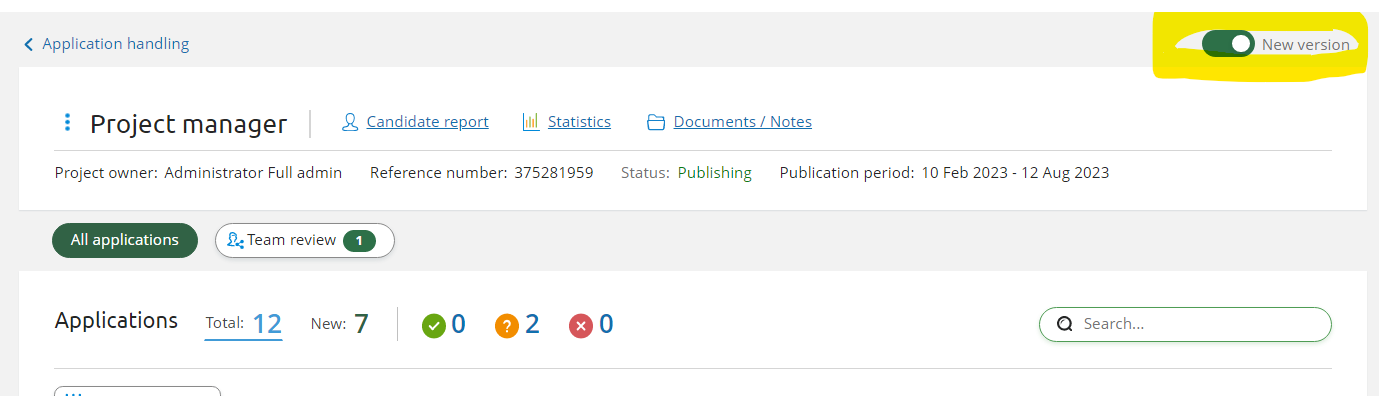 Application handling
New version
Project manager
Candidate report
Statistics
Documents / Notes
Project owner: Administrator Full admin Reference number: 375281959 Status: Publishing Publication period: 10 Feb 2023 - 12 Aug 2023
All applications
Team review 1
Applications Total: 12 New: 7 0 ? 2 0
Search...